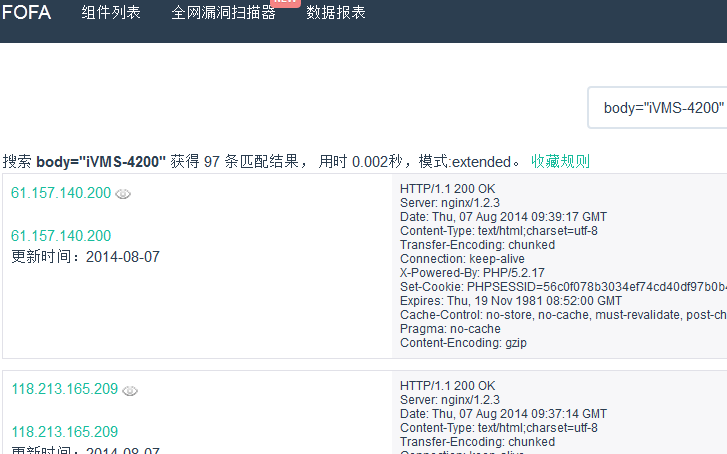 FOFA 组件列表 全网漏洞扫描器 数据报表
body="iVMS-4200"
搜索 body="iVMS-4200" 获得 97 条匹配结果， 用时 0.002秒，模式:extended。 收藏规则
61.157.140.200
61.157.140.200
更新时间：2014-08-07
HTTP/1.1 200 OK
Server: nginx/1.2.3
Date: Thu, 07 Aug 2014 09:39:17 GMT
Content-Type: text/html;charset=utf-8
Transfer-Encoding: chunked
Connection: keep-alive
X-Powered-By: PHP/5.2.17
Set-Cookie: PHPSESSID=56c0f078b3034ef74cd40df97b0b4
Expires: Thu, 19 Nov 1981 08:52:00 GMT
Cache-Control: no-store, no-cache, must-revalidate, post-ch
Pragma: no-cache
Content-Encoding: gzip
118.213.165.209
118.213.165.209
更新时间：2014-08-07
HTTP/1.1 200 OK
Server: nginx/1.2.3
Date: Thu, 07 Aug 2014 09:37:14 GMT
Content-Type: text/html;charset=utf-8
Transfer-Encoding: chunked
Connection: keep-alive